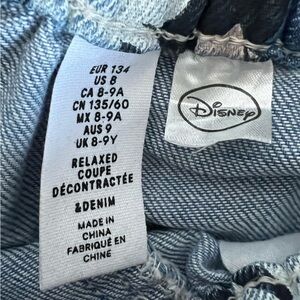 EUR 134
US 8
CA 8-9A
CN 135/60
MX 8-9A
AUS 9
UK 8-9Y
RELAXED
COUPE
DÉCONTRACTÉE
&DENIM
MADE IN
CHINA
FABRIQUÉ EN
CHINE
Disney